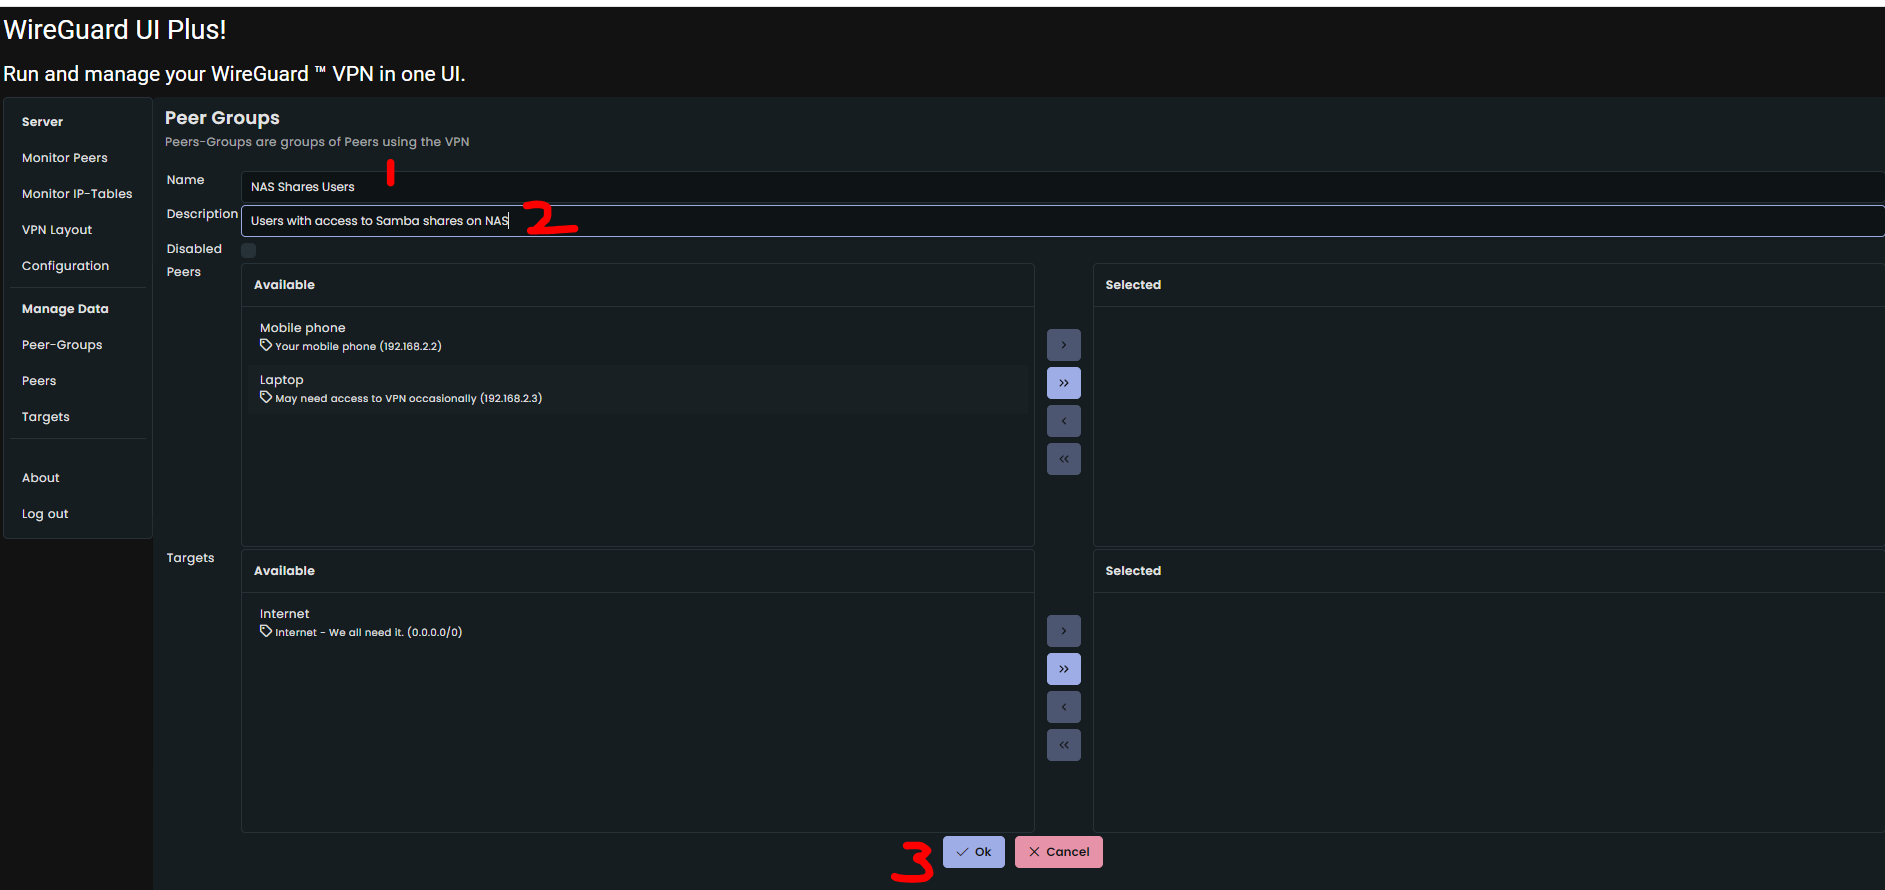 WireGuard UI Plus!
Run and manage your WireGuard ™ VPN in one UI.
Server
Monitor Peers
Monitor IP-Tables
VPN Layout
Configuration
Manage Data
Peer-Groups
Peers
Targets
About
Log out
Peer Groups
Peers-Groups are groups of Peers using the VPN
1
Name
NAS Shares Users
Description
Users with access to Samba shares on NAS
2
Disabled
Peers
Available
Mobile phone
Your mobile phone (192.168.2.2)
Laptop
May need access to VPN occasionally (192.168.2.3)
>
»
<
«
Selected
Targets
Available
Internet
Internet - We all need it. (0.0.0.0/0)
>
»
<
«
Selected
3
Ok
Cancel